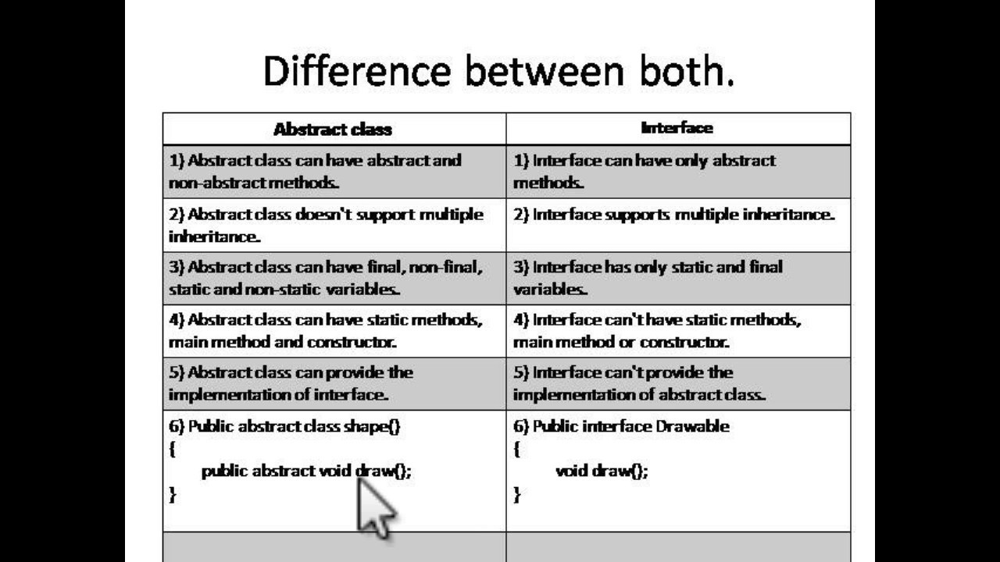 Difference between both.
Abstract class
Interface
1) Abstract class can have abstract and
non-abstract methods.
1) Interface can have only abstract
methods.
2) Abstract class doesn't support multiple
inheritance.
2) Interface supports multiple inheritance.
3) Abstract class can have final, non-final,
static and non-static variables.
3) Interface has only static and final
variables.
4) Abstract class can have static methods,
main method and constructor.
4) Interface can't have static methods,
main method or constructor.
5) Abstract class can provide the
implementation of interface.
5) Interface can't provide the
implementation of abstract class.
6) Public abstract class shape()
{
public abstract void draw();
}
6) Public interface Drawable
{
void draw();
}